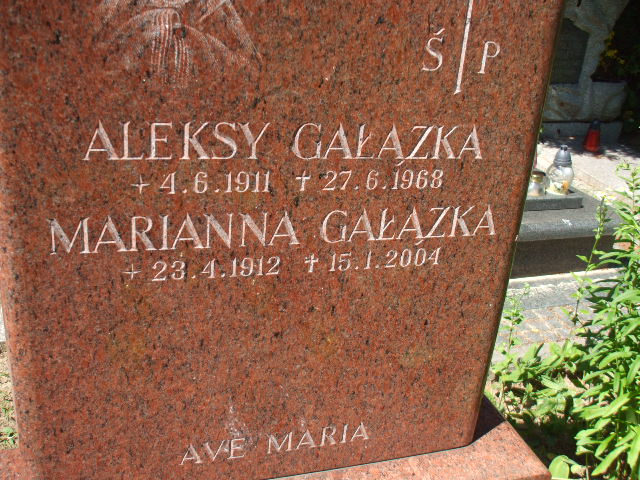 Ś P
ALEKSY GAŁĄZKA
+ 4.6.1911 † 27.6.1968
MARIANNA GAŁĄZKA
+ 23.4.1912 † 15.1.2004
AVE MARIA